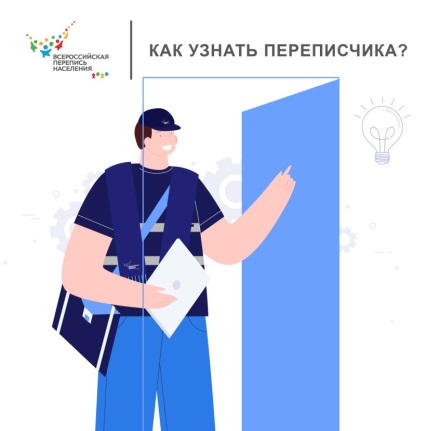 ВСЕРОССИЙСКАЯ
ПЕРЕПИСЬ
НАСЕЛЕНИЯ
КАК УЗНАТЬ ПЕРЕПИСЧИКА?